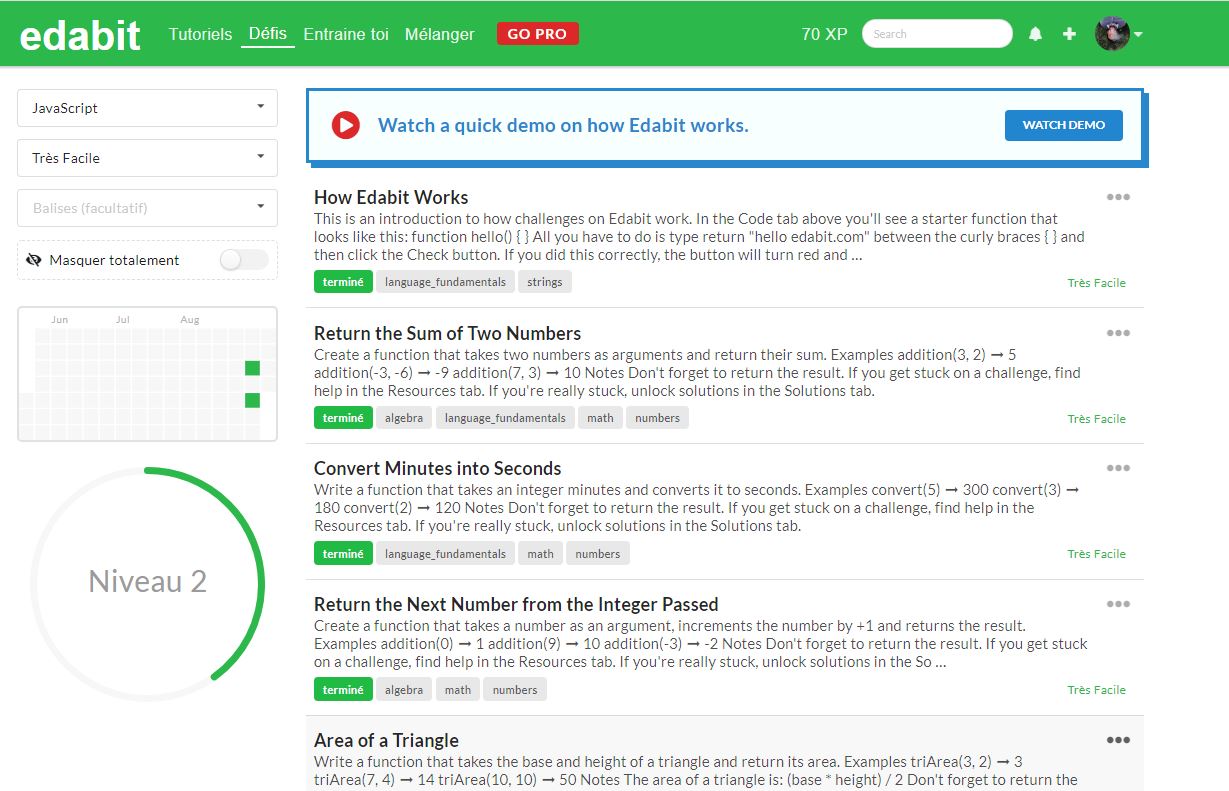 edabit Tutoriels Défis Entraine toi Mélanger GO PRO 70 XP Search
JavaScript
Très Facile
Balises (facultatif)
Masquer totalement
Jun Jul Aug
Niveau 2
Watch a quick demo on how Edabit works. WATCH DEMO
How Edabit Works
This is an introduction to how challenges on Edabit work. In the Code tab above you'll see a starter function that
looks like this: function hello() { } All you have to do is type return "hello edabit.com" between the curly braces { } and
then click the Check button. If you did this correctly, the button will turn red and ...
terminé language_fundamentals strings Très Facile
Return the Sum of Two Numbers
Create a function that takes two numbers as arguments and return their sum. Examples addition(3, 2) ➞ 5
addition(-3, -6) ➞ -9 addition(7, 3) ➞ 10 Notes Don't forget to return the result. If you get stuck on a challenge, find
help in the Resources tab. If you're really stuck, unlock solutions in the Solutions tab.
terminé algebra language_fundamentals math numbers Très Facile
Convert Minutes into Seconds
Write a function that takes an integer minutes and converts it to seconds. Examples convert(5) ➞ 300 convert(3) ➞
180 convert(2) ➞ 120 Notes Don't forget to return the result. If you get stuck on a challenge, find help in the
Resources tab. If you're really stuck, unlock solutions in the Solutions tab.
terminé language_fundamentals math numbers Très Facile
Return the Next Number from the Integer Passed
Create a function that takes a number as an argument, increments the number by +1 and returns the result.
Examples addition(0) ➞ 1 addition(9) ➞ 10 addition(-3) ➞ -2 Notes Don't forget to return the result. If you get stuck
on a challenge, find help in the Resources tab. If you're really stuck, unlock solutions in the So ...
terminé algebra math numbers Très Facile
Area of a Triangle
Write a function that takes the base and height of a triangle and return its area. Examples triArea(3, 2) ➞ 3
triArea(7, 4) ➞ 14 triArea(10, 10) ➞ 50 Notes The area of a triangle is: (base * height) / 2 Don't forget to return the